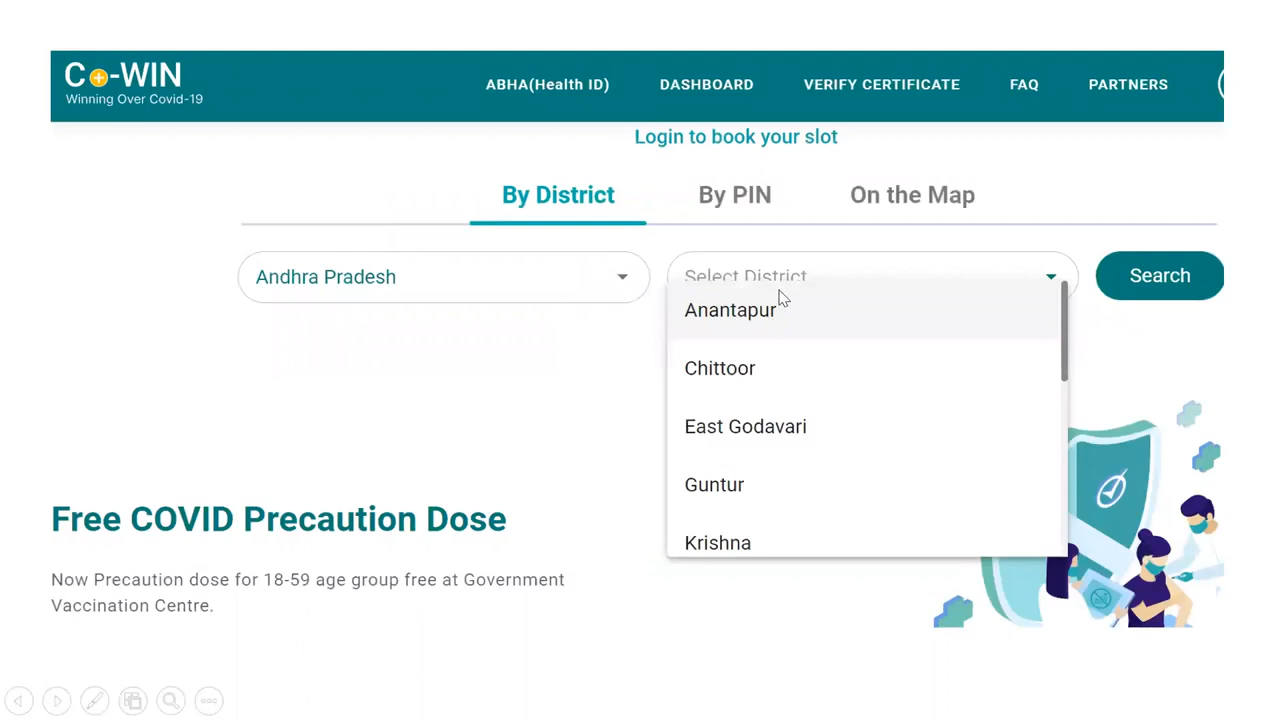 Co-WIN
Winning Over Covid-19
ABHA(Health ID) DASHBOARD VERIFY CERTIFICATE FAQ PARTNERS
Login to book your slot
By District By PIN On the Map
Andhra Pradesh Select District Search
Anantapur
Chittoor
East Godavari
Guntur
Krishna
Free COVID Precaution Dose
Now Precaution dose for 18-59 age group free at Government
Vaccination Centre.